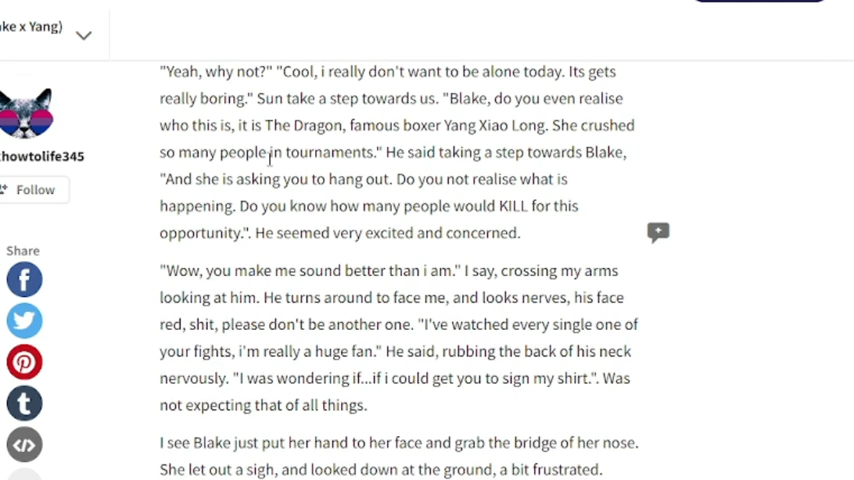 ke x Yang)
"Yeah, why not?" "Cool, i really don't want to be alone today. Its gets
really boring." Sun take a step towards us. "Blake, do you even realise
who this is, it is The Dragon, famous boxer Yang Xiao Long. She crushed
howtolife345
so many people in tournaments." He said taking a step towards Blake,
"And she is asking you to hang out. Do you not realise what is
Follow
happening. Do you know how many people would KILL for this
opportunity.". He seemed very excited and concerned.
Share
"Wow, you make me sound better than i am." I say, crossing my arms
looking at him. He turns around to face me, and looks nerves, his face
red, shit, please don't be another one. "I've watched every single one of
your fights, i'm really a huge fan." He said, rubbing the back of his neck
nervously. "I was wondering if...if i could get you to sign my shirt.". Was
not expecting that of all things.
I see Blake just put her hand to her face and grab the bridge of her nose.
She let out a sigh, and looked down at the ground, a bit frustrated.